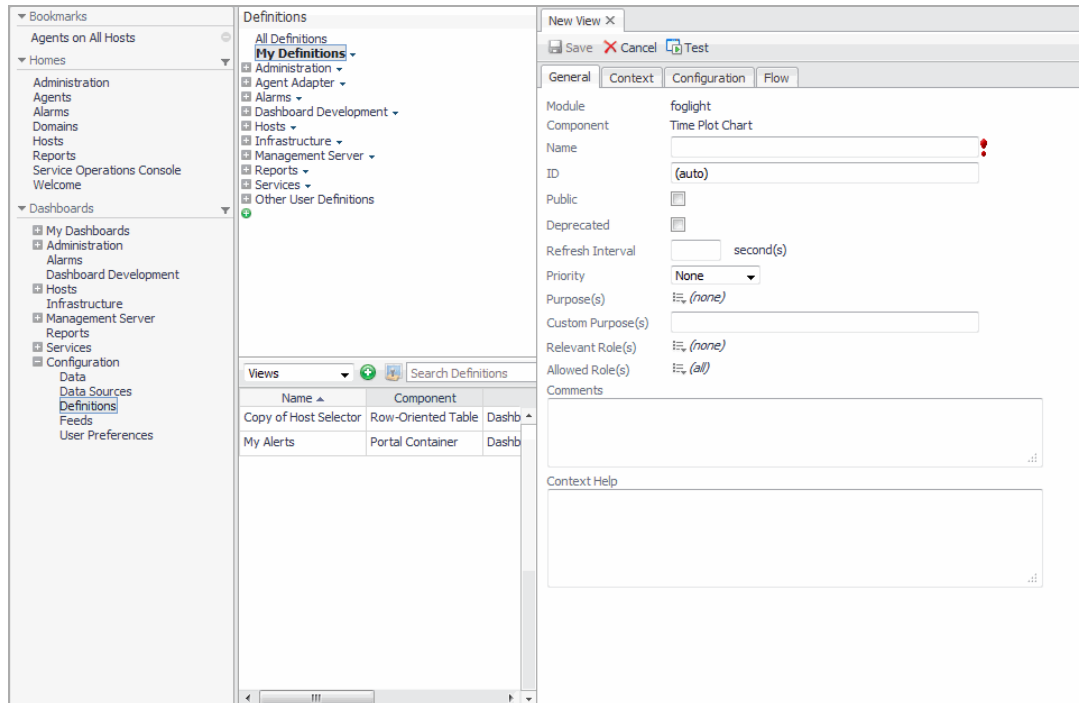 Bookmarks
Agents on All Hosts
Homes
Administration
Agents
Alarms
Domains
Hosts
Reports
Service Operations Console
Welcome
Dashboards
My Dashboards
Administration
Alarms
Dashboard Development
Hosts
Infrastructure
Management Server
Reports
Services
Configuration
Data
Data Sources
Definitions
Feeds
User Preferences
Definitions
All Definitions
My Definitions
Administration
Agent Adapter
Alarms
Dashboard Development
Hosts
Infrastructure
Management Server
Reports
Services
Other User Definitions
Views Search Definitions
Name Component
Copy of Host Selector Row-Oriented Table Dashb
My Alerts Portal Container Dashb
New View
Save Cancel Test
General Context Configuration Flow
Module foglight
Component Time Plot Chart
Name
ID (auto)
Public
Deprecated
Refresh Interval second(s)
Priority None
Purpose(s) (none)
Custom Purpose(s)
Relevant Role(s) (none)
Allowed Role(s) (all)
Comments
Context Help